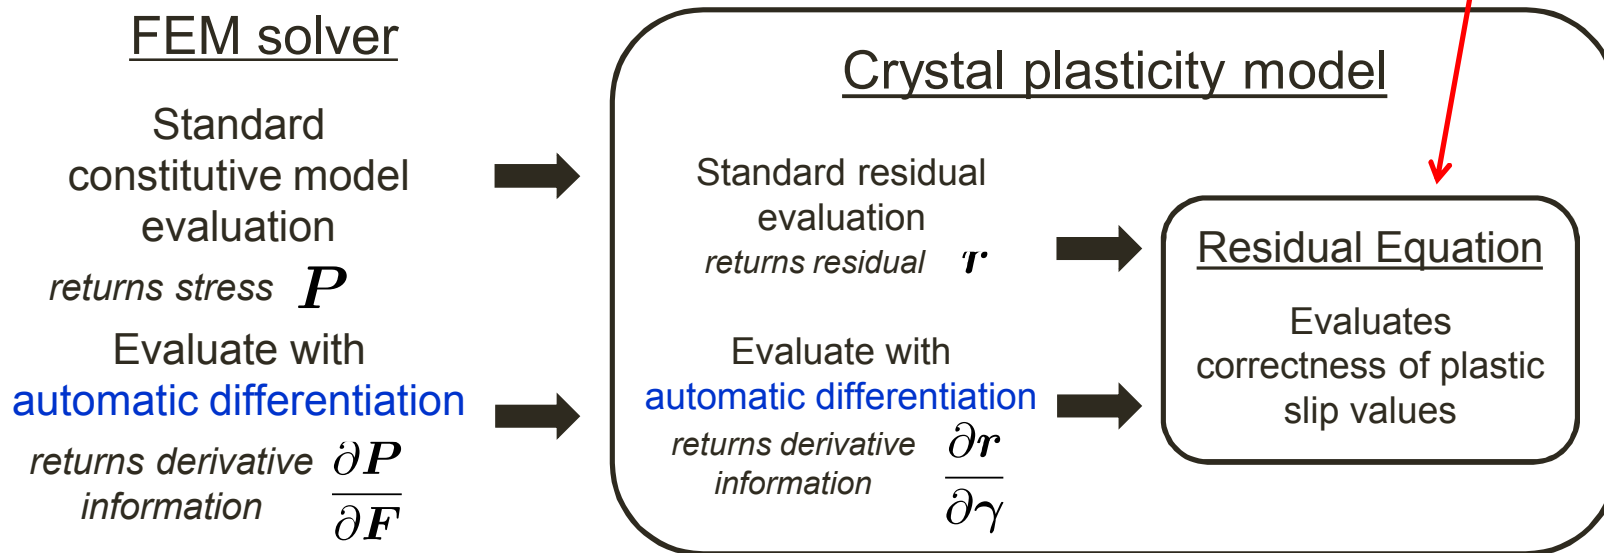 FEM solver
Standard
constitutive model
evaluation
returns stress P
Evaluate with
automatic differentiation
returns derivative
information
∂P
∂F
Crystal plasticity model
Standard residual
evaluation
returns residual r
Evaluate with
automatic differentiation
returns derivative
information
∂r
∂γ
Residual Equation
Evaluates
correctness of plastic
slip values